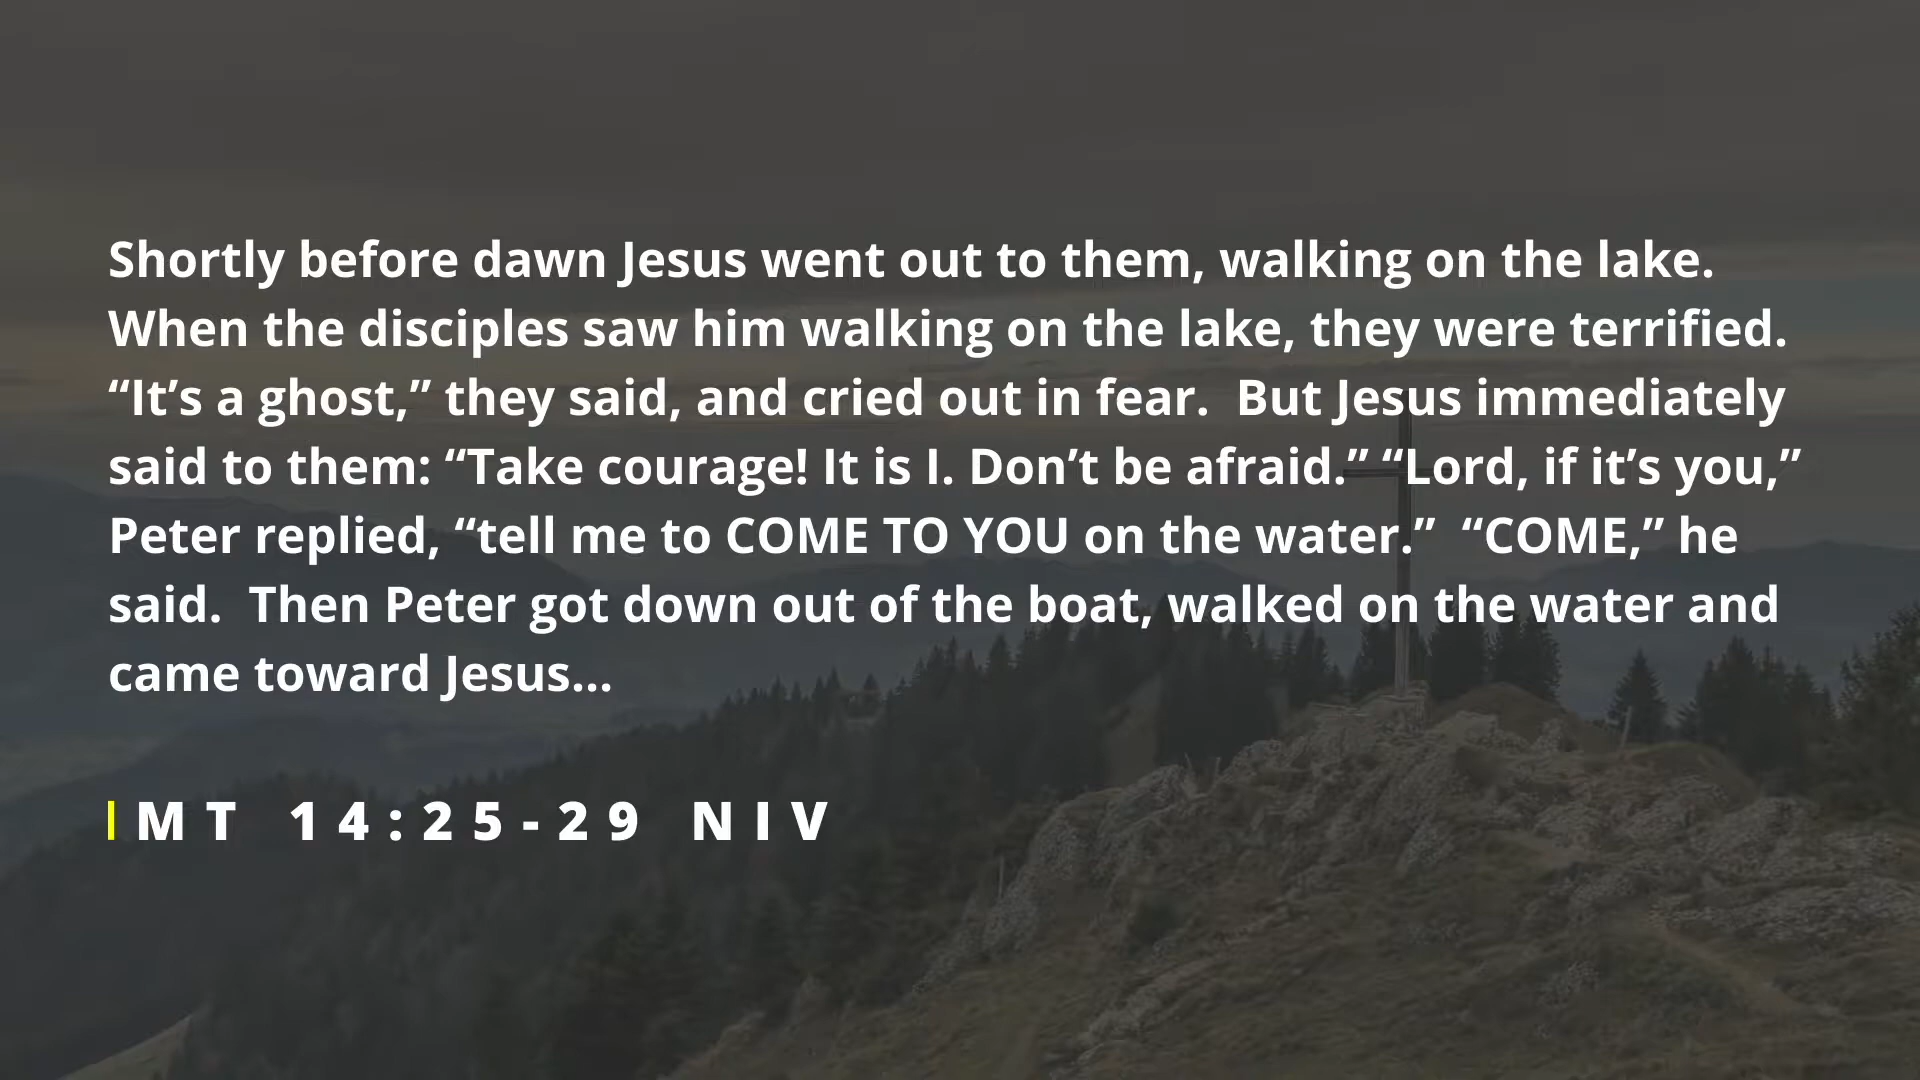 Shortly before dawn Jesus went out to them, walking on the lake.
When the disciples saw him walking on the lake, they were terrified.
“It’s a ghost,” they said, and cried out in fear.  But Jesus immediately
said to them: “Take courage! It is I. Don’t be afraid.” “Lord, if it’s you,”
Peter replied, “tell me to COME TO YOU on the water.”  “COME,” he
said.  Then Peter got down out of the boat, walked on the water and
came toward Jesus...
MT 14:25-29 NIV